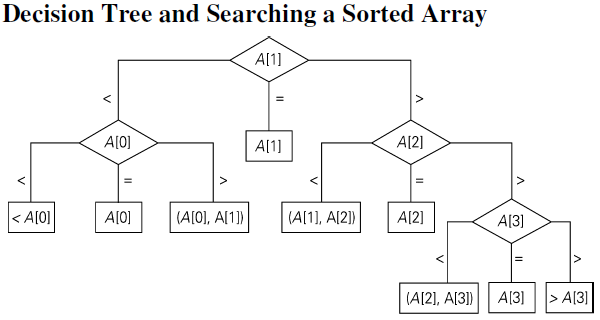 Decision Tree and Searching a Sorted Array
A[1]
< = >
A[0] A[1] A[2]
< = > < = >
< A[0] A[0] (A[0], A[1]) (A[1], A[2]) A[2] A[3]
< = >
(A[2], A[3]) A[3] > A[3]